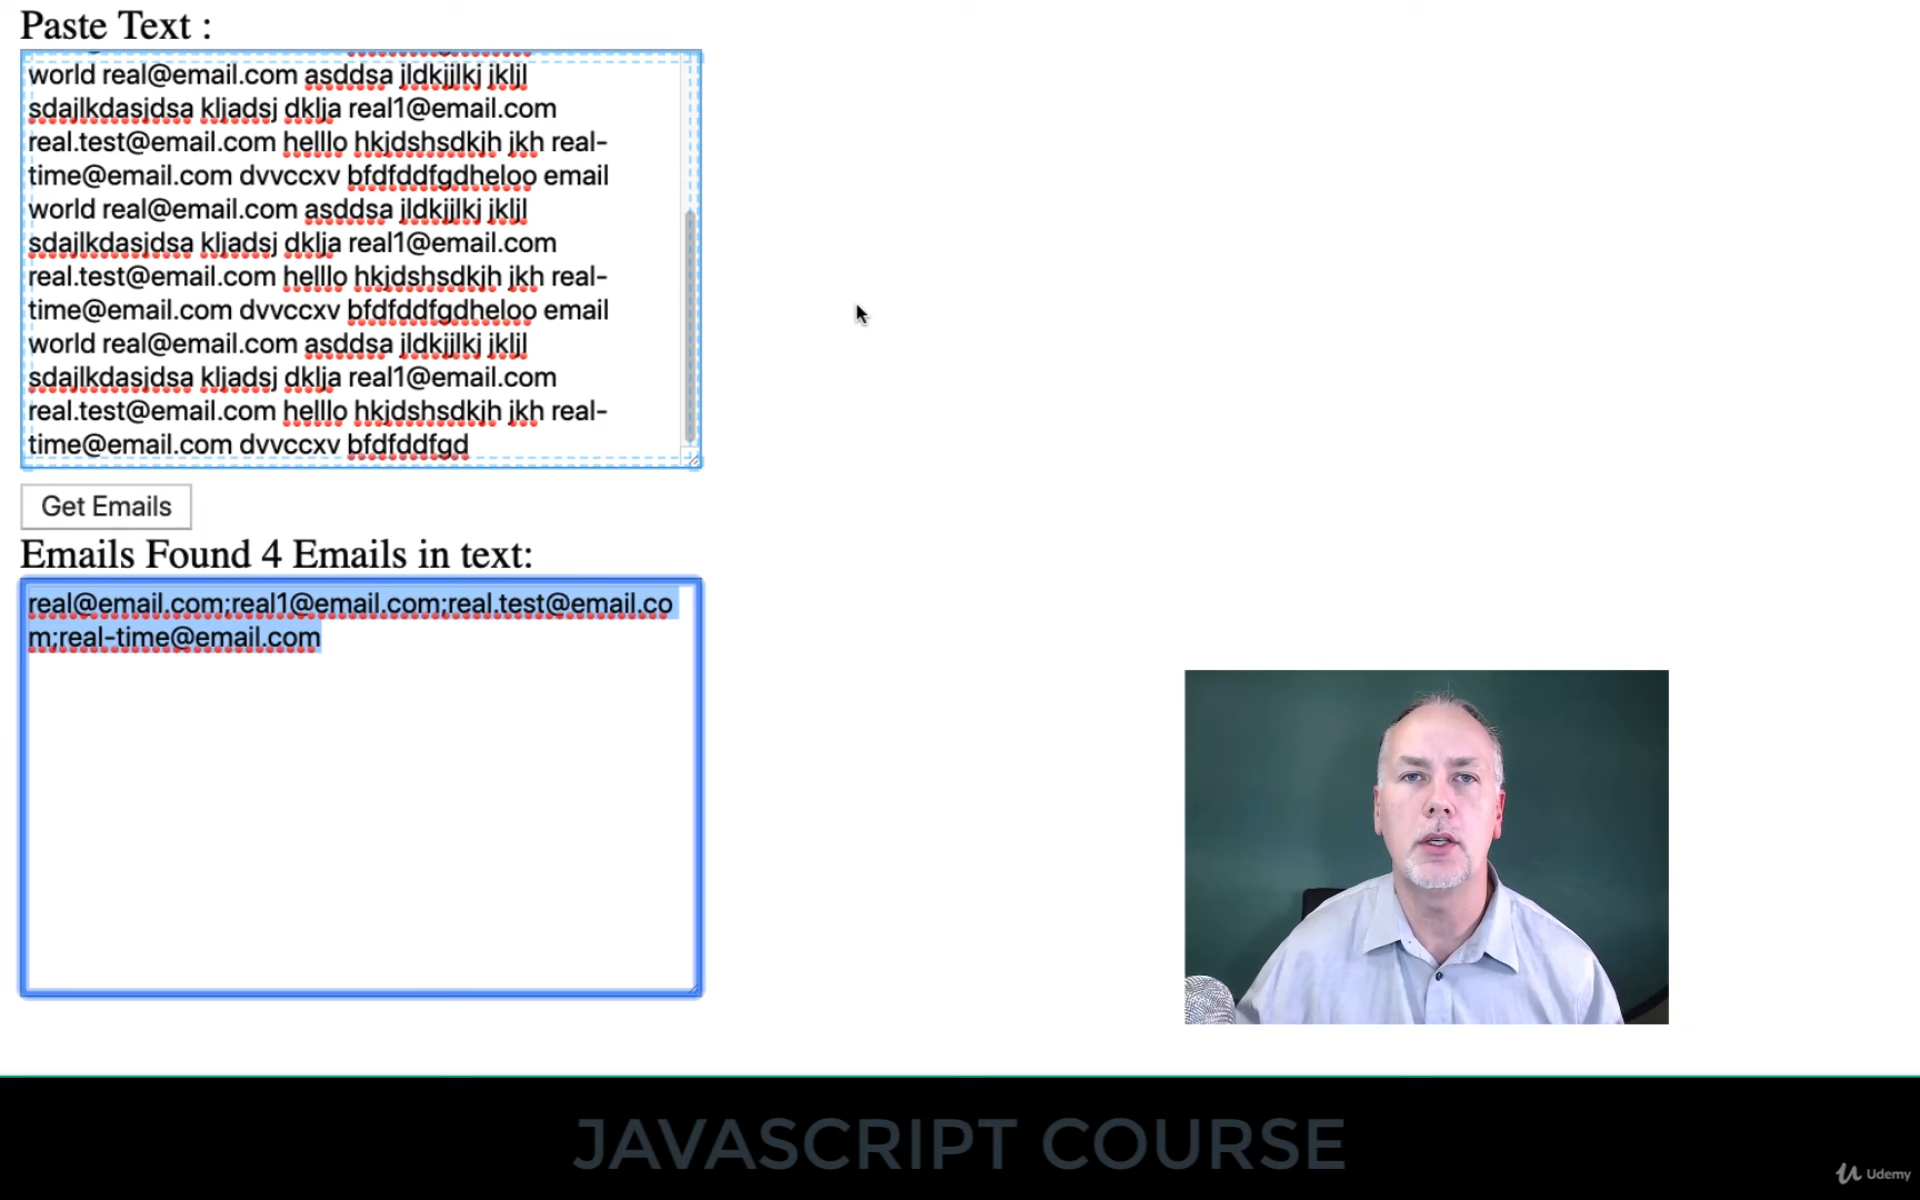 Paste Text :
world real@email.com asddsa jldkjjlkj jkljl
sdajlkdasjdsa kljadsj dklja real1@email.com
real.test@email.com helllo hkjdshsdkjh jkh real-
time@email.com dvvccxv bfdfddfgdheloo email
world real@email.com asddsa jldkjjlkj jkljl
sdajlkdasjdsa kljadsj dklja real1@email.com
real.test@email.com helllo hkjdshsdkjh jkh real-
time@email.com dvvccxv bfdfddfgdheloo email
world real@email.com asddsa jldkjjlkj jkljl
sdajlkdasjdsa kljadsj dklja real1@email.com
real.test@email.com helllo hkjdshsdkjh jkh real-
time@email.com dvvccxv bfdfddfgd
Get Emails
Emails Found 4 Emails in text:
real@email.com;real1@email.com;real.test@email.co
m;real-time@email.com
JAVASCRIPT COURSE
Udemy